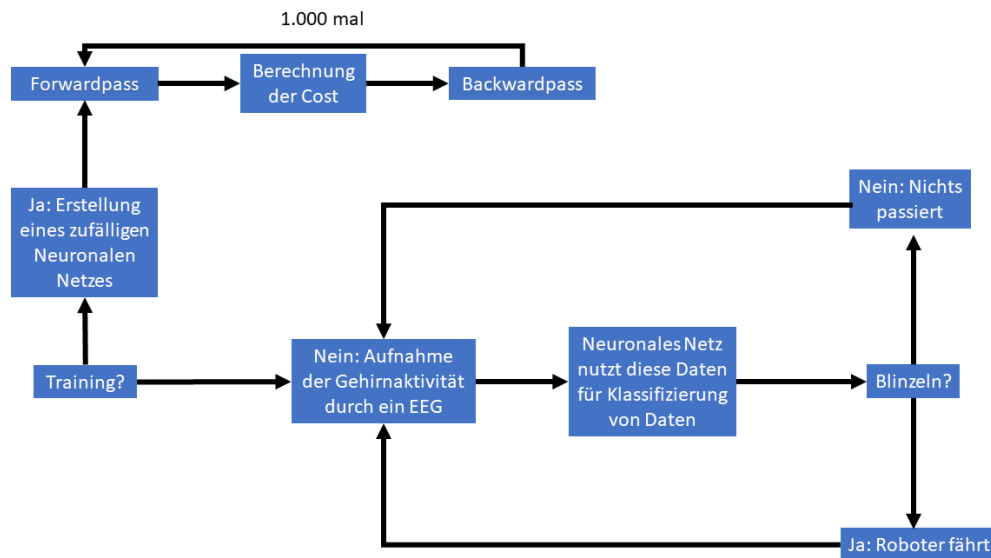 1.000 mal
Forwardpass
Berechnung
der Cost
Backwardpass
Ja: Erstellung
eines zufälligen
Neuronalen
Netzes
Nein: Nichts
passiert
Training?
Nein: Aufnahme
der Gehirnaktivität
durch ein EEG
Neuronales Netz
nutzt diese Daten
für Klassifizierung
von Daten
Blinzeln?
Ja: Roboter fährt